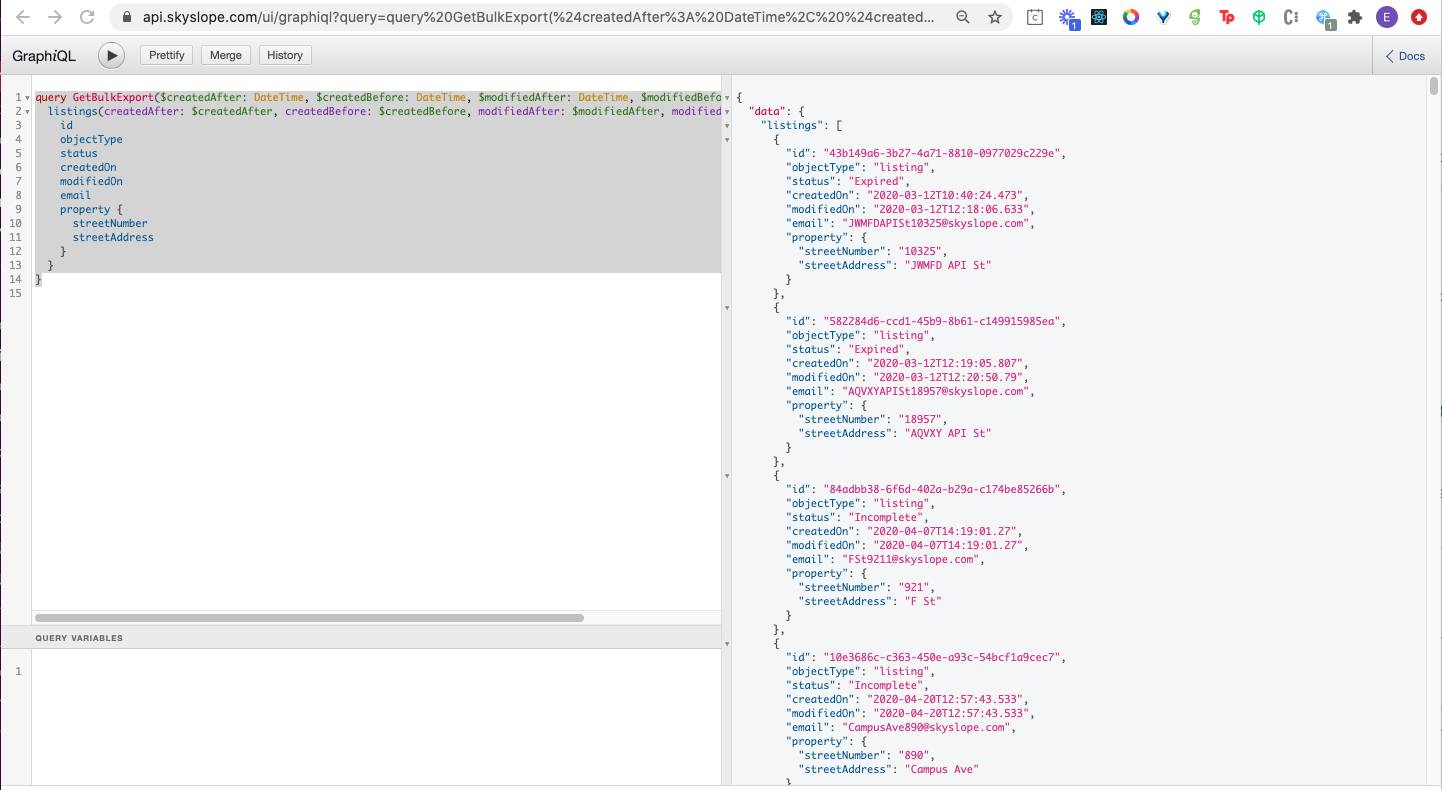 api.skyslope.com/ui/graphiql?query=query%20GetBulkExport(%24createdAfter%3A%20DateTime%2C%20%24created...
1
1
E
GraphiQL
Prettify
Merge
History
Docs
1 query GetBulkExport($createdAfter: DateTime, $createdBefore: DateTime, $modifiedAfter: DateTime, $modifiedBefo
2 listings(createdAfter: $createdAfter, createdBefore: $createdBefore, modifiedAfter: $modifiedAfter, modified
3 id
4 objectType
5 status
6 createdOn
7 modifiedOn
8 email
9 property {
10 streetNumber
11 streetAddress
12 }
13 }
14 }
15
QUERY VARIABLES
1
{
"data": {
"listings": [
{
"id": "43b149a6-3b27-4a71-8810-0977029c229e",
"objectType": "listing",
"status": "Expired",
"createdOn": "2020-03-12T10:40:24.473",
"modifiedOn": "2020-03-12T12:18:06.633",
"email": "JWMFDAPISt10325@skyslope.com",
"property": {
"streetNumber": "10325",
"streetAddress": "JWMFD API St"
}
},
{
"id": "582284d6-ccd1-45b9-8b61-c149915985ea",
"objectType": "listing",
"status": "Expired",
"createdOn": "2020-03-12T12:19:05.807",
"modifiedOn": "2020-03-12T12:20:50.79",
"email": "AQVXYAPISt18957@skyslope.com",
"property": {
"streetNumber": "18957",
"streetAddress": "AQVXY API St"
}
},
{
"id": "84adbb38-6f6d-402a-b29a-c174be85266b",
"objectType": "listing",
"status": "Incomplete",
"createdOn": "2020-04-07T14:19:01.27",
"modifiedOn": "2020-04-07T14:19:01.27",
"email": "FSt9211@skyslope.com",
"property": {
"streetNumber": "921",
"streetAddress": "F St"
}
},
{
"id": "10e3686c-c363-450e-a93c-54bcf1a9cec7",
"objectType": "listing",
"status": "Incomplete",
"createdOn": "2020-04-20T12:57:43.533",
"modifiedOn": "2020-04-20T12:57:43.533",
"email": "CampusAve890@skyslope.com",
"property": {
"streetNumber": "890",
"streetAddress": "Campus Ave"
}